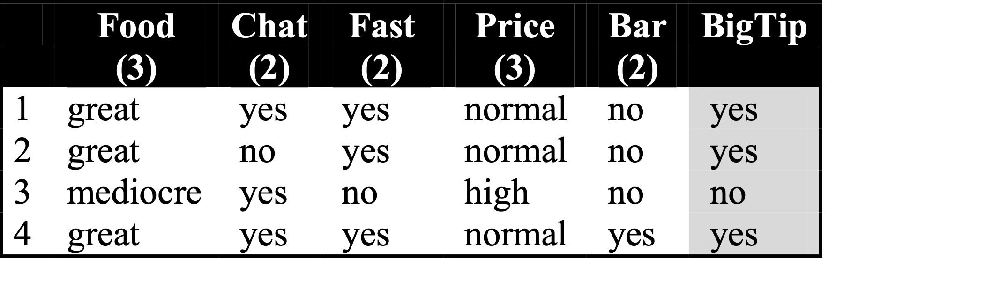 Food Chat Fast Price Bar BigTip
(3) (2) (2) (3) (2)
1 great yes yes normal no yes
2 great no yes normal no yes
3 mediocre yes no high no no
4 great yes yes normal yes yes